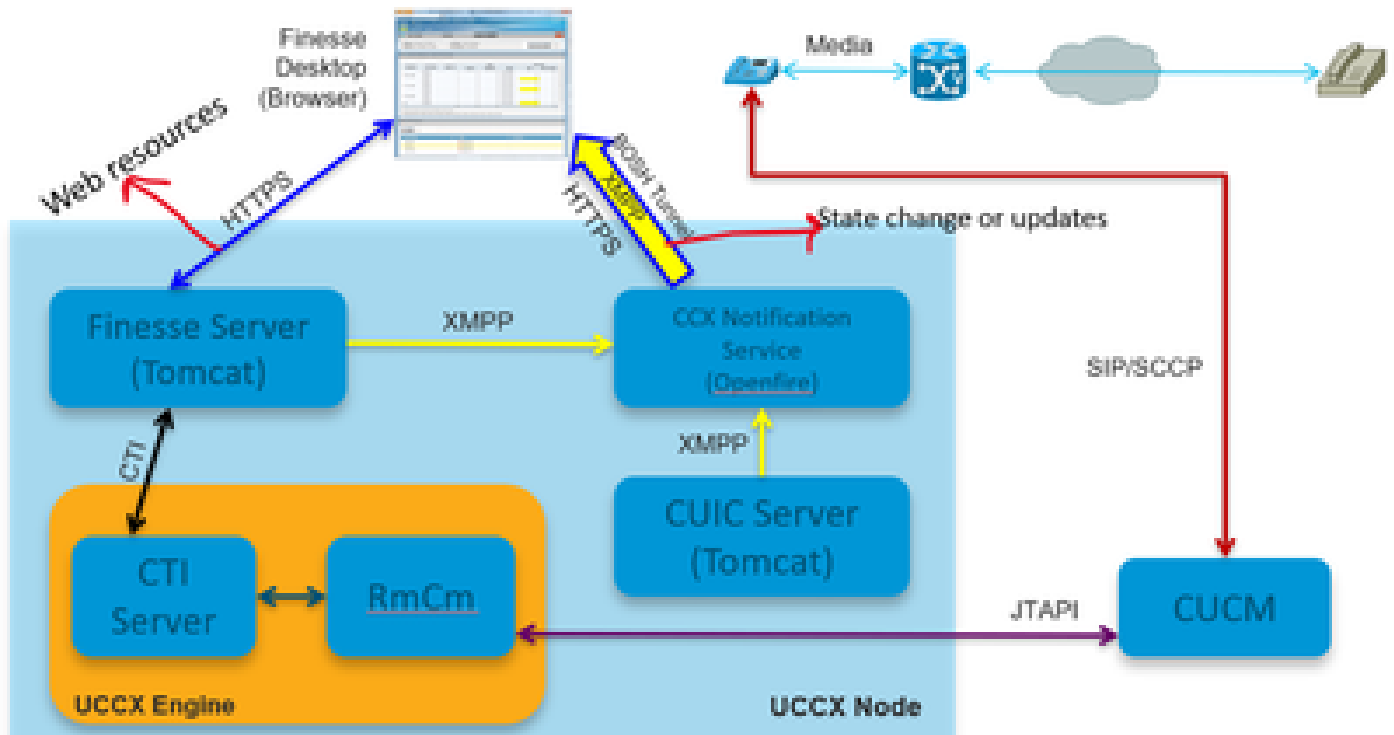 Finesse
Desktop
(Browser)
Media
Web resources
HTTPS
BOSH Tunnel
XMPP
HTTPS
State change or updates
Finesse Server
(Tomcat)
XMPP
CCX Notification
Service
(Openfire)
SIP/SCCP
CTI
XMPP
CUIC Server
(Tomcat)
CTI
Server
RmCm
JTAPI
CUCM
UCCX Engine
UCCX Node